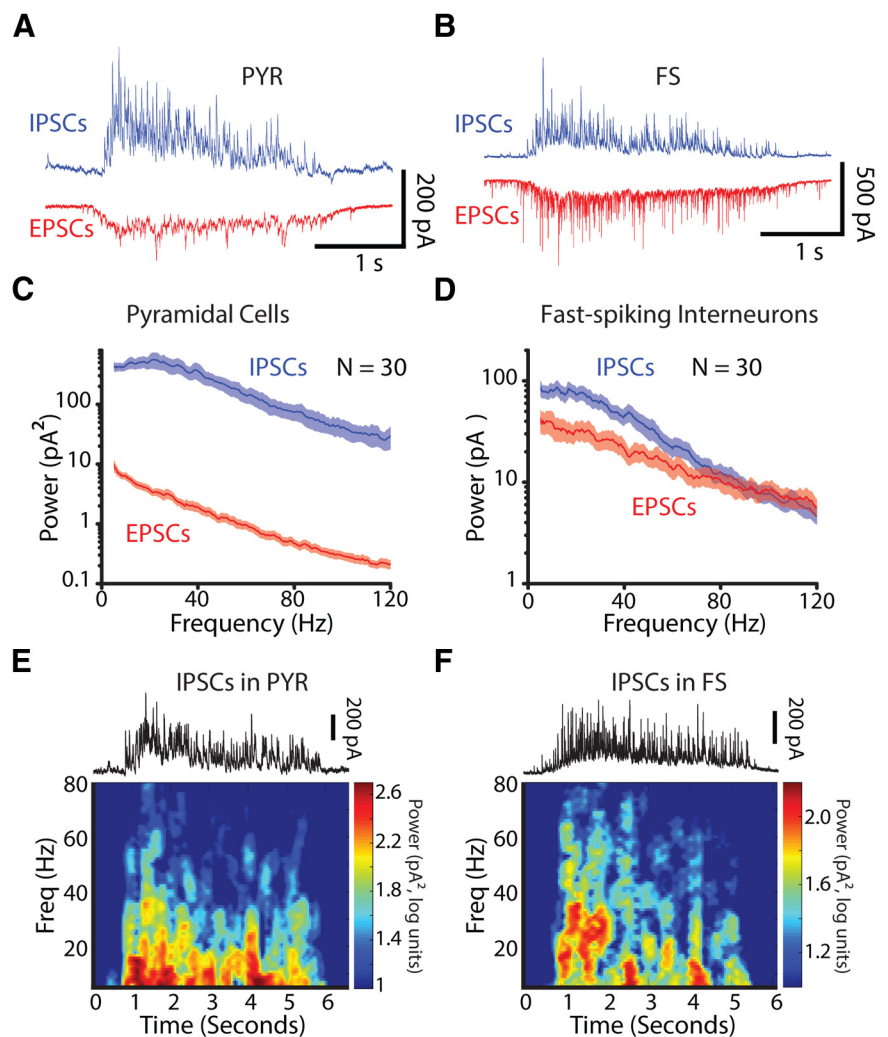 A
B
PYR
FS
IPSCs
IPSCs
EPSCs
EPSCs
200 pA
500 pA
1 s
1 s
C
D
Pyramidal Cells
Fast-spiking Interneurons
IPSCs
N = 30
IPSCs
N = 30
EPSCs
EPSCs
Power (pA²)
100
10
1
0.1
0
40
80
120
Frequency (Hz)
Power (pA
100
10
1
0
40
80
120
Frequency (Hz)
E
F
IPSCs in PYR
IPSCs in FS
200 pA
200 pA
Freq (Hz)
80
60
40
20
0
1
2
3
4
5
6
Time (Seconds)
2.6
2.2
1.8
1.4
1
Power (pA², log units)
Freq (Hz)
80
60
40
20
0
1
2
3
4
5
6
Time (Seconds)
2.0
1.6
1.2
Power (pA², log units)